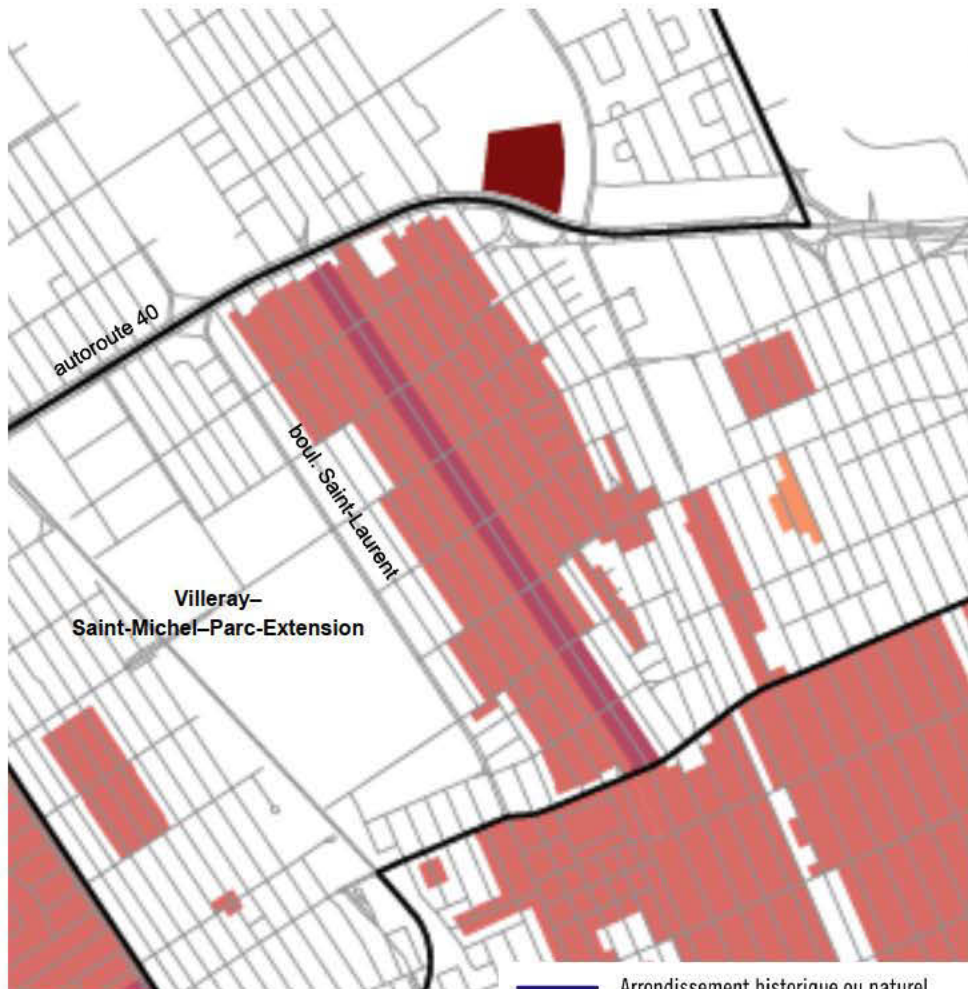 autoroute 40
boul. Saint-Laurent
Villeray–
Saint-Michel–Parc-Extension
Arrondissement historique ou naturel